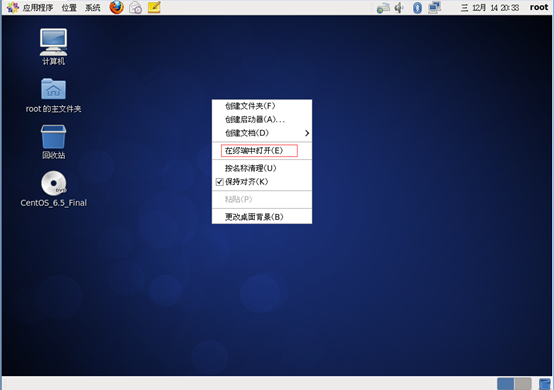 应用程序 位置 系统 三 12月 14 20:38 root
计算机
root 的主文件夹
回收站
CentOS_6.5_Final
创建文件夹(F)
创建启动器(A)...
创建文档(D)
在终端中打开(E)
按名称清理(U)
保持对齐(K)
粘贴(P)
更改桌面背景(B)